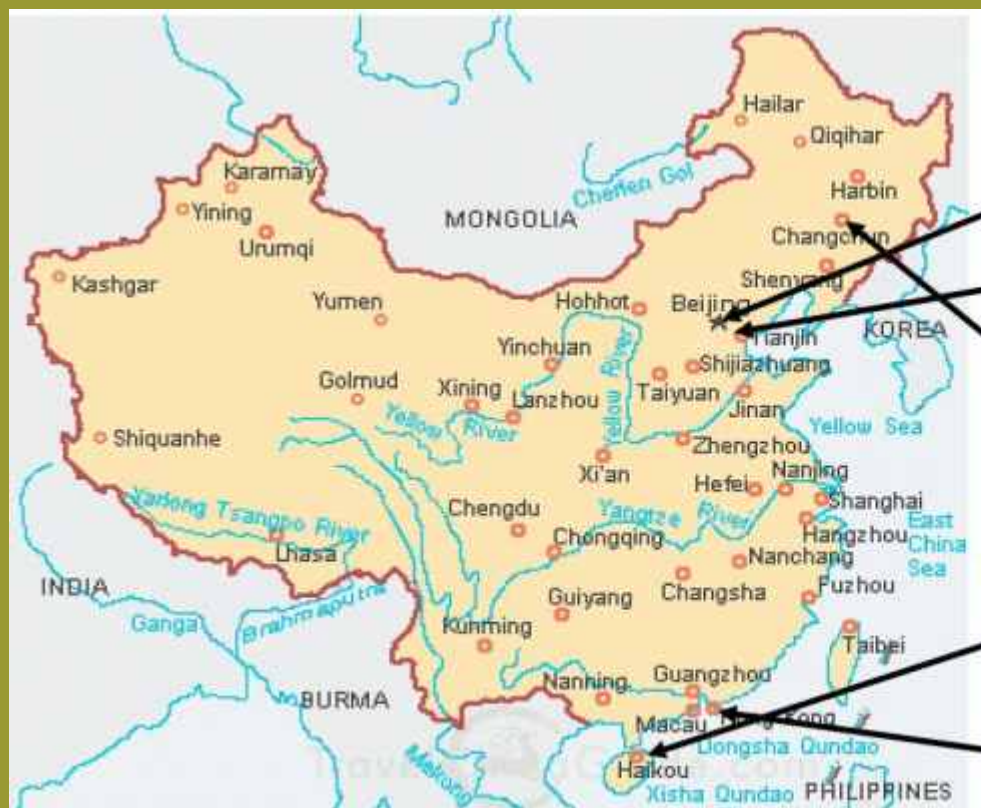 Hailar
Qiqihar
Karamay
Cherlen Gol
Harbin
Yining
MONGOLIA
Urumqi
Changchun
Kashgar
Shenyang
Yumen
Hohhot
Beijing
KOREA
Tianjin
Yinchuan
Yellow River
Shijiazhuang
Golmud
Xining
Taiyuan
Lanzhou
Jinan
Yellow
River
Yellow Sea
Shiquanhe
Zhengzhou
Xi'an
Hefei
Nanjing
Yarlong Tsangpo River
Chengdu
Yangtze River
Shanghai
Chongqing
Hangzhou
East
China
Sea
Lhasa
Nanchang
INDIA
Changsha
Fuzhou
Guiyang
Brahmaputra
Ganga
Kunming
Taibei
Guangzhou
Nanning
BURMA
Macau
Hong Kong
Dongsha Qundao
Mekong
Haikou
Xisha Qundao
PHILIPPINES